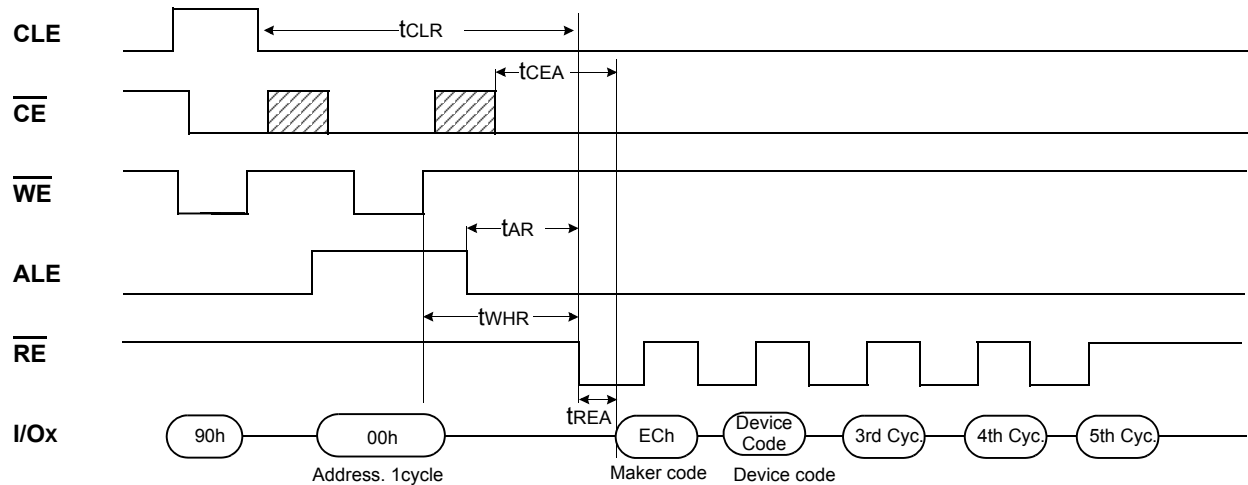 CLE
tCLR
tCEA
CE
WE
tAR
ALE
tWHR
RE
tREA
I/Ox
90h
00h
ECh
Device
Code
3rd Cyc.
4th Cyc.
5th Cyc.
Address. 1cycle
Maker code
Device code